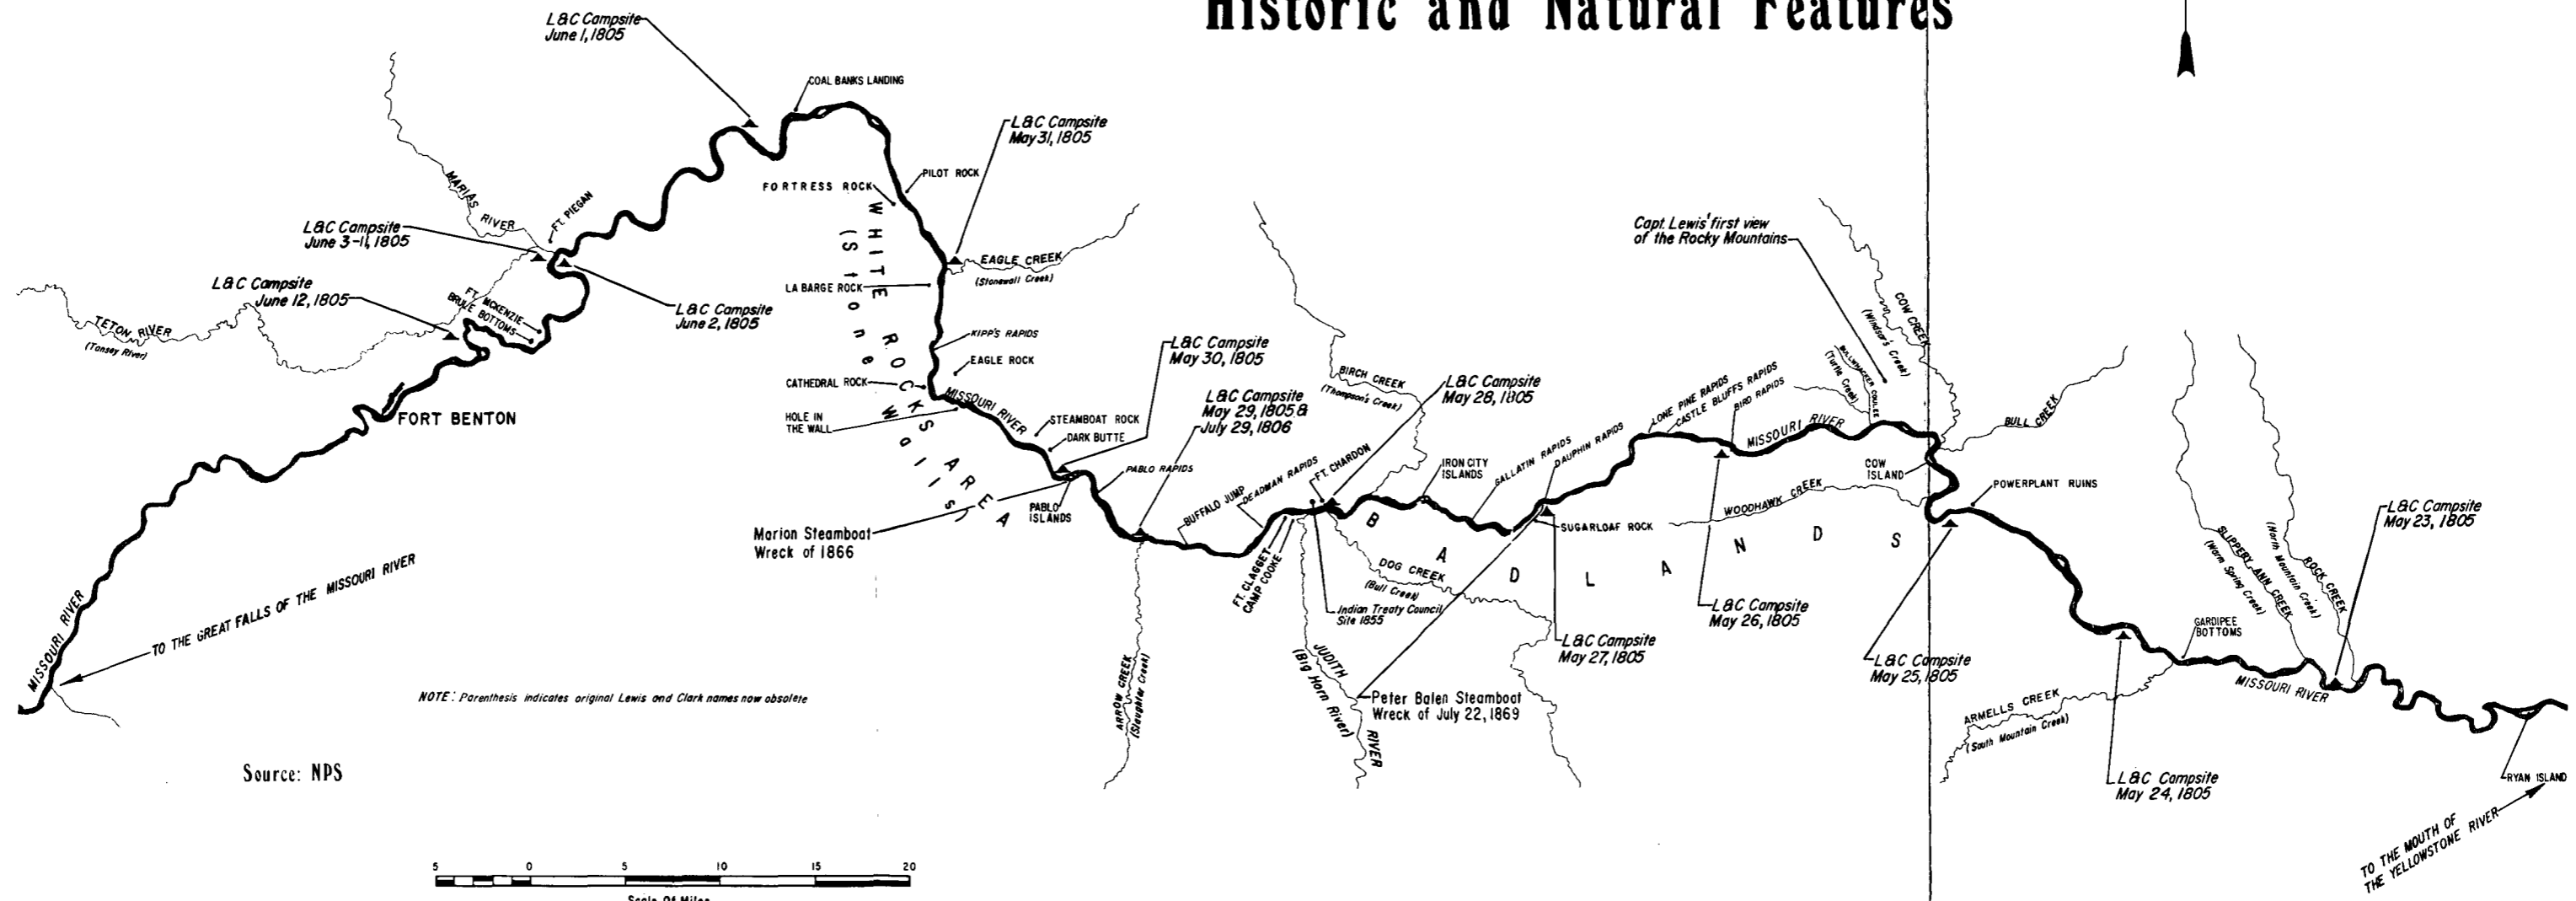 Historic and Natural Features
L&C Campsite
June 1, 1805
COAL BANKS LANDING
L&C Campsite
May 31, 1805
PILOT ROCK
FORTRESS ROCK
MARIAS RIVER
FT. PIEGAN
L&C Campsite
June 3-11, 1805
L&C Campsite
June 12, 1805
FT. MCKENZIE
BRULE BOTTOMS
L&C Campsite
June 2, 1805
TETON RIVER
(Tansey River)
FORT BENTON
WHITE ROCKS AREA
(Stone Walls)
EAGLE CREEK
(Stonewall Creek)
LA BARGE ROCK
KIPP'S RAPIDS
EAGLE ROCK
CATHEDRAL ROCK
HOLE IN
THE WALL
MISSOURI RIVER
STEAMBOAT ROCK
DARK BUTTE
L&C Campsite
May 30, 1805
L&C Campsite
May 29, 1805 &
July 29, 1806
PABLO RAPIDS
PABLO
ISLANDS
Marion Steamboat
Wreck of 1866
BUFFALO JUMP
DEADMAN RAPIDS
FT. CHARDON
FT. CLAGGET
CAMP COOKE
BIRCH CREEK
(Thompson's Creek)
L&C Campsite
May 28, 1805
IRON CITY
ISLANDS
GALLATIN RAPIDS
DAUPHIN RAPIDS
LONE PINE RAPIDS
CASTLE BLUFFS RAPIDS
BIRD RAPIDS
Capt. Lewis' first view
of the Rocky Mountains
COW CREEK
(Windsor's Creek)
BULLWHACKER COULEE
(Turtle Creek)
MISSOURI RIVER
BULL CREEK
COW
ISLAND
WOODHAWK CREEK
POWERPLANT RUINS
SUGARLOAF ROCK
BADLANDS
DOG CREEK
(Bull Creek)
Indian Treaty Council
Site 1855
JUDITH RIVER
(Big Horn River)
ARROW CREEK
(Slaughter Creek)
Peter Balen Steamboat
Wreck of July 22, 1869
L&C Campsite
May 27, 1805
L&C Campsite
May 26, 1805
L&C Campsite
May 25, 1805
L&C Campsite
May 23, 1805
SLIPPERY ANN CREEK
(Warm Spring Creek)
ROCK CREEK
(North Mountain Creek)
GARDIPEE
BOTTOMS
MISSOURI RIVER
ARMELLS CREEK
(South Mountain Creek)
L&C Campsite
May 24, 1805
RYAN ISLAND
TO THE MOUTH OF
THE YELLOWSTONE RIVER
MISSOURI RIVER
TO THE GREAT FALLS OF THE MISSOURI RIVER
NOTE: Parenthesis indicates original Lewis and Clark names now obsolete
Source: NPS
5 0 5 10 15 20
Scale Of Miles